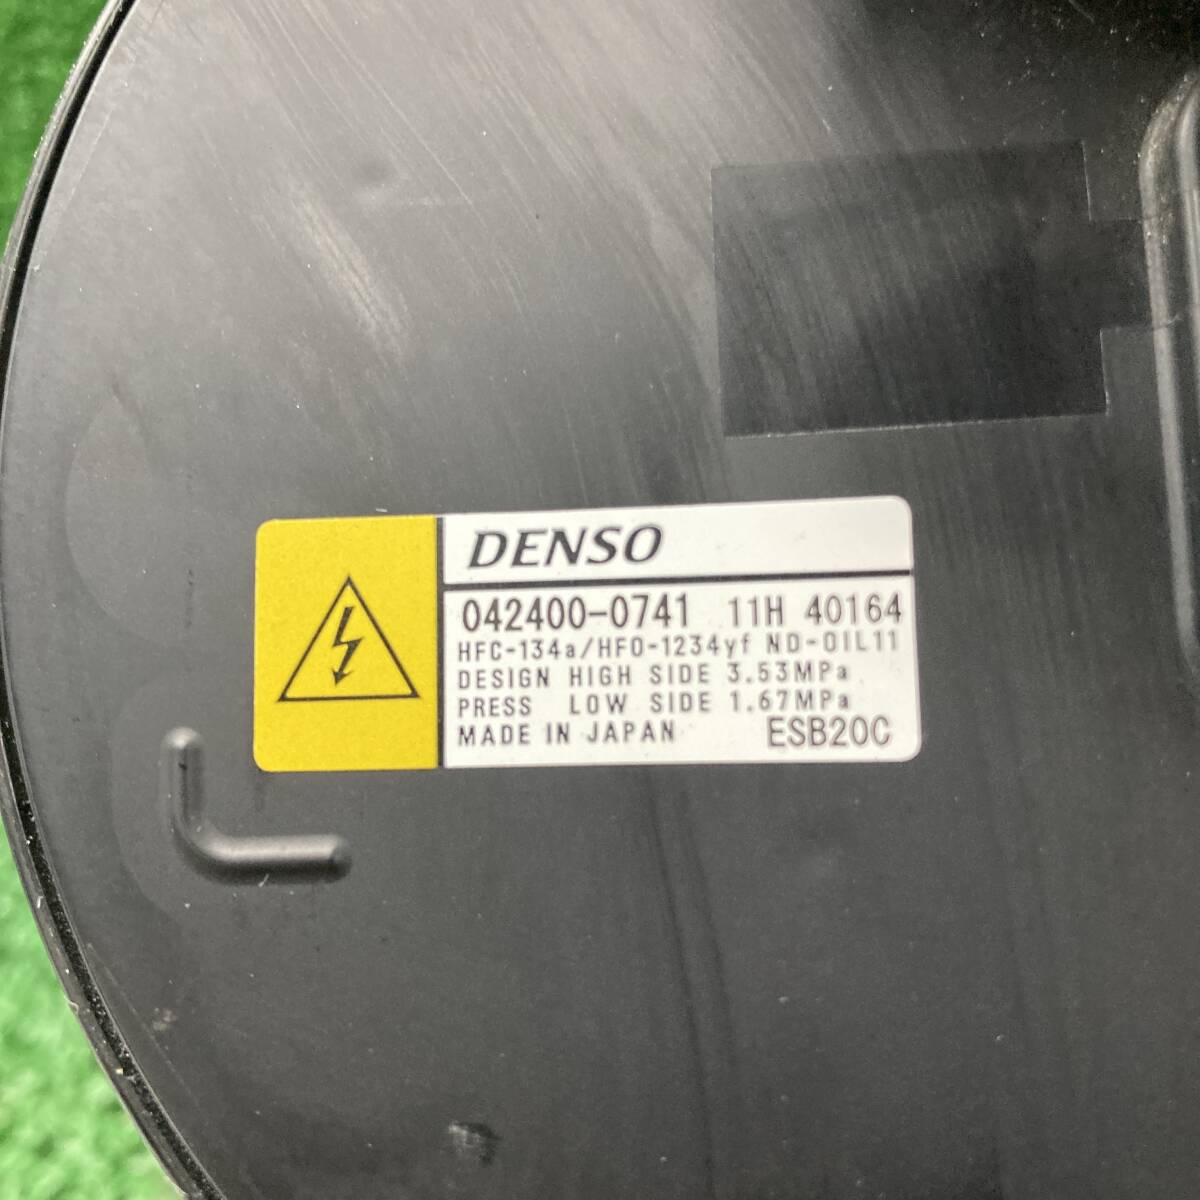 DENSO
042400-0741 11H 40164
HFC-134a/HFO-1234yf ND-OIL11
DESIGN HIGH SIDE 3.53MPa
PRESS LOW SIDE 1.67MPa
MADE IN JAPAN ESB20C